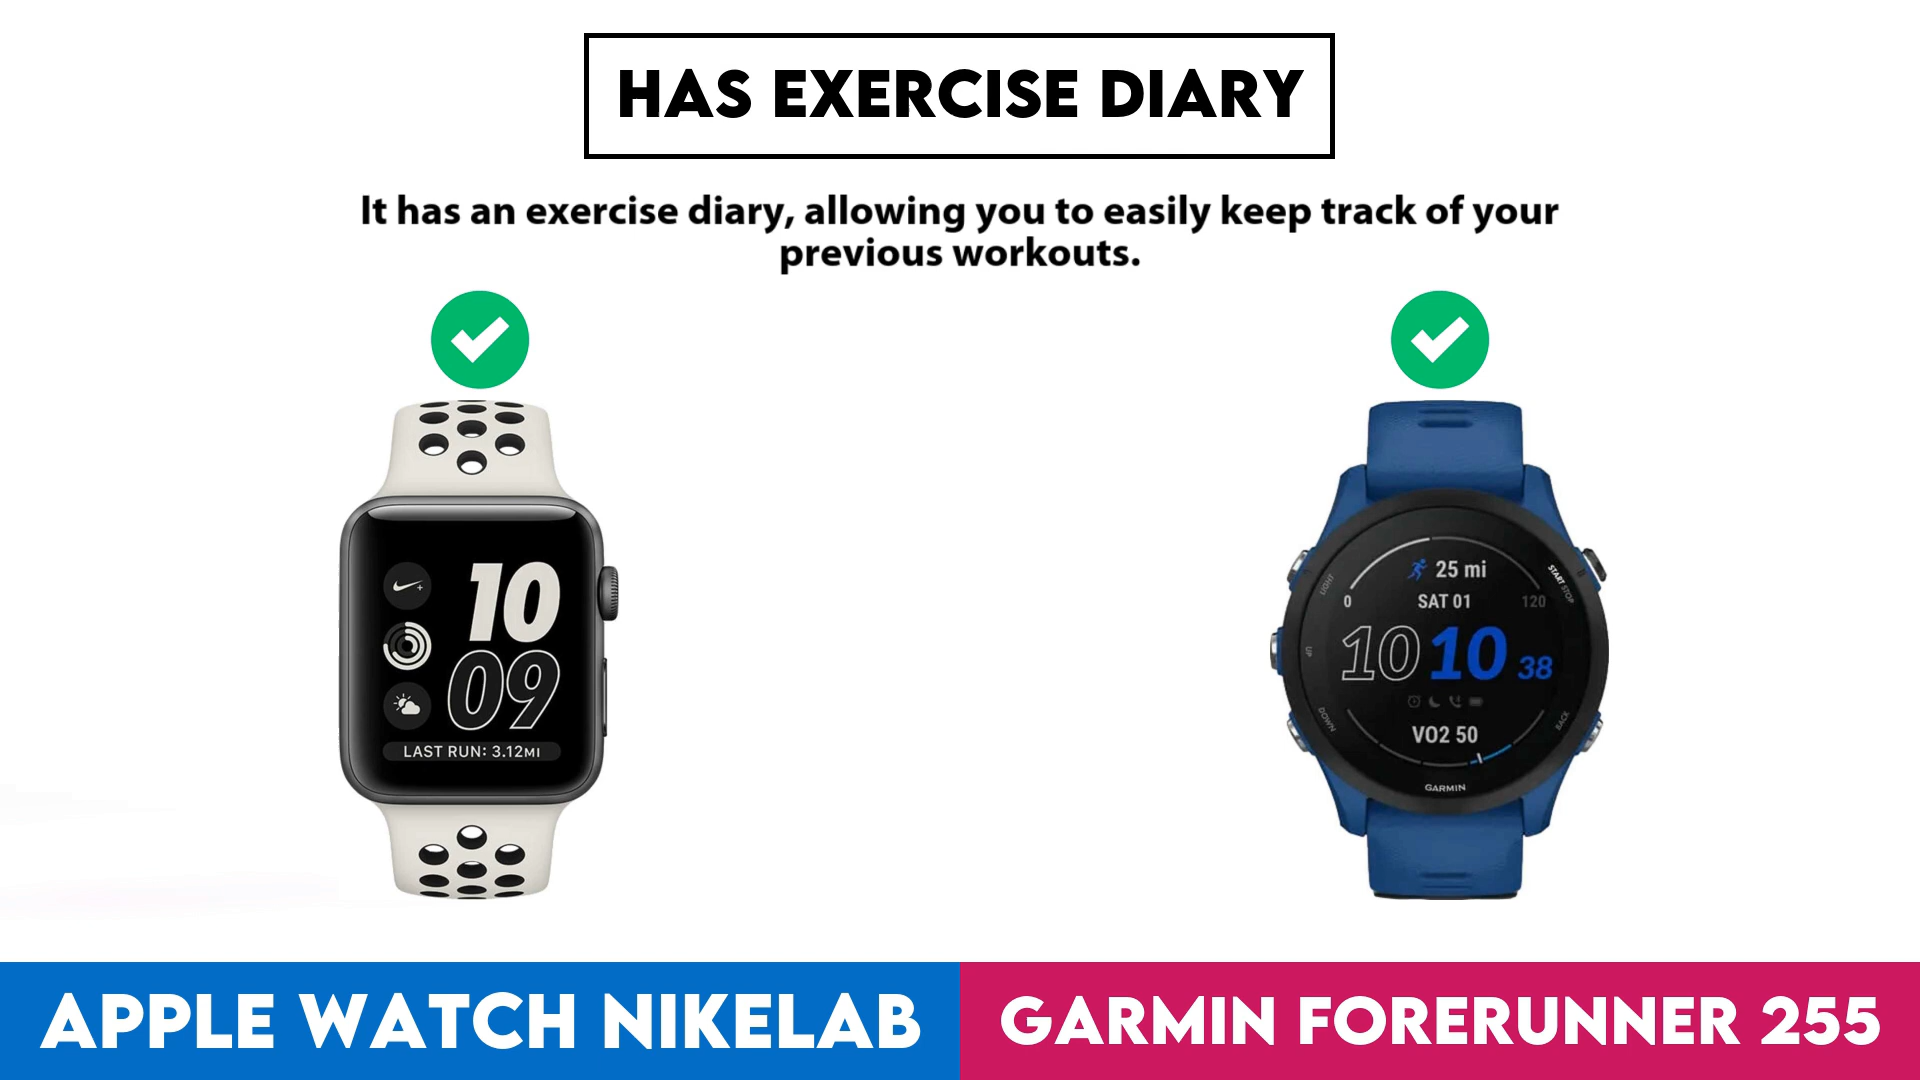 HAS EXERCISE DIARY
It has an exercise diary, allowing you to easily keep track of your
previous workouts.
10
09
LAST RUN: 3.12MI
25 mi
0
SAT 01
120
10 10 38
VO2 50
GARMIN
LIGHT
START STOP
UP
DOWN
BACK
APPLE WATCH NIKELAB
GARMIN FORERUNNER 255